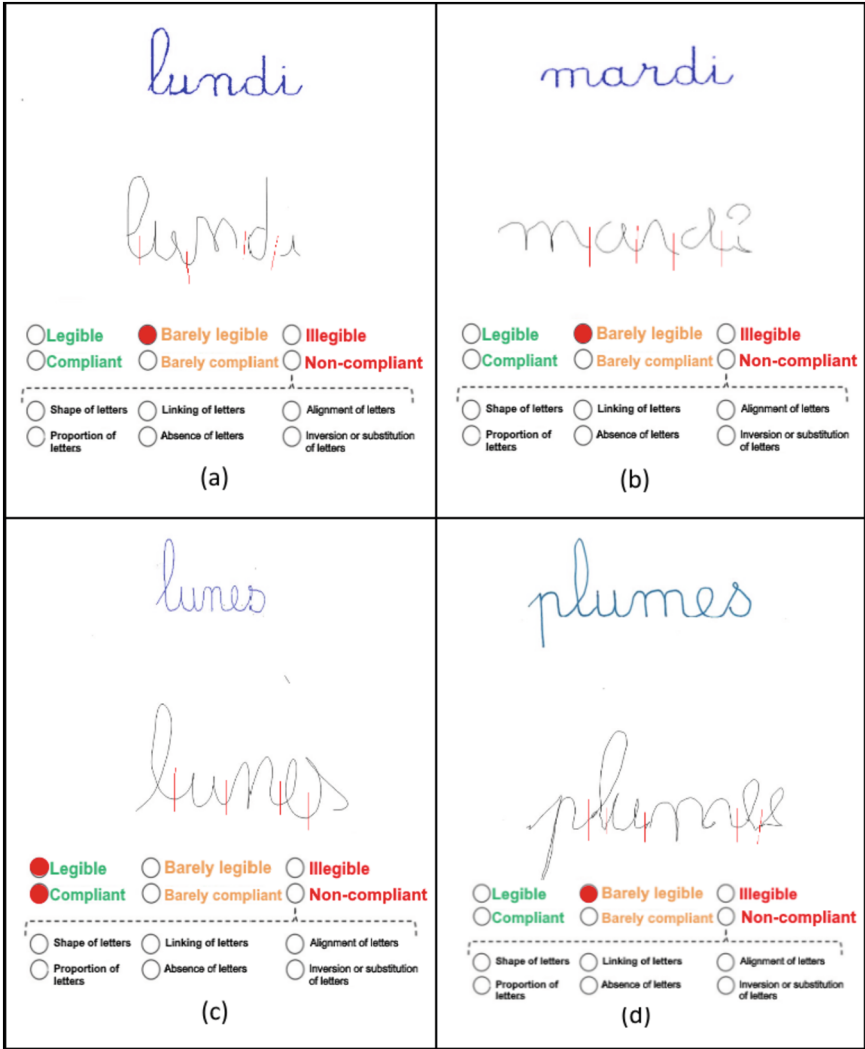 lundi
lundi
Legible Barely legible Illegible
Compliant Barely compliant Non-compliant
Shape of letters Linking of letters Alignment of letters
Proportion of letters Absence of letters Inversion or substitution of letters
(a)
mardi
mardi
Legible Barely legible Illegible
Compliant Barely compliant Non-compliant
Shape of letters Linking of letters Alignment of letters
Proportion of letters Absence of letters Inversion or substitution of letters
(b)
lunes
lunes
Legible Barely legible Illegible
Compliant Barely compliant Non-compliant
Shape of letters Linking of letters Alignment of letters
Proportion of letters Absence of letters Inversion or substitution of letters
(c)
plumes
plumes
Legible Barely legible Illegible
Compliant Barely compliant Non-compliant
Shape of letters Linking of letters Alignment of letters
Proportion of letters Absence of letters Inversion or substitution of letters
(d)